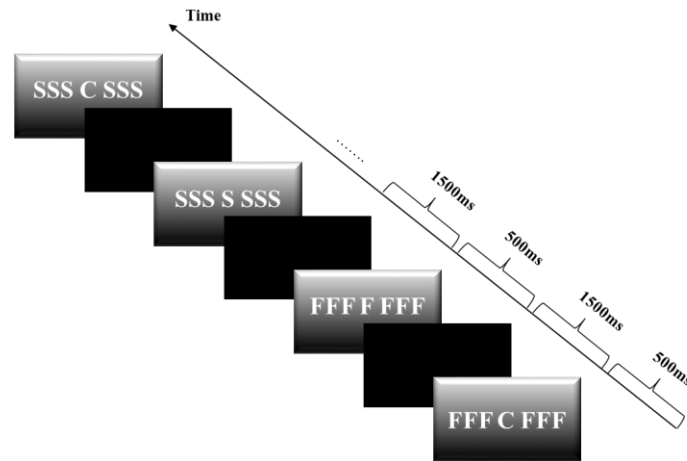 Time
SSS C SSS
......
1500ms
SSS S SSS
500ms
FFF F FFF
1500ms
500ms
FFF C FFF